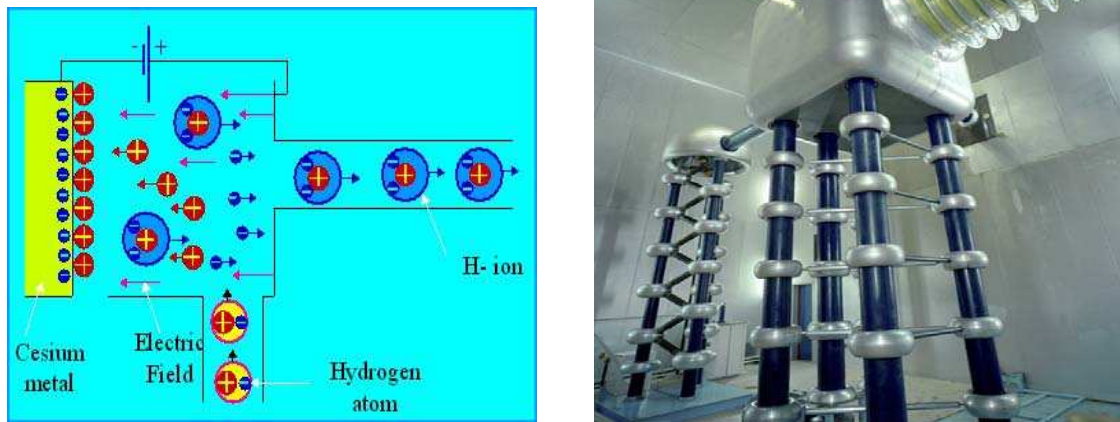 - +
H- ion
Electric
Field
Cesium
metal
Hydrogen
atom